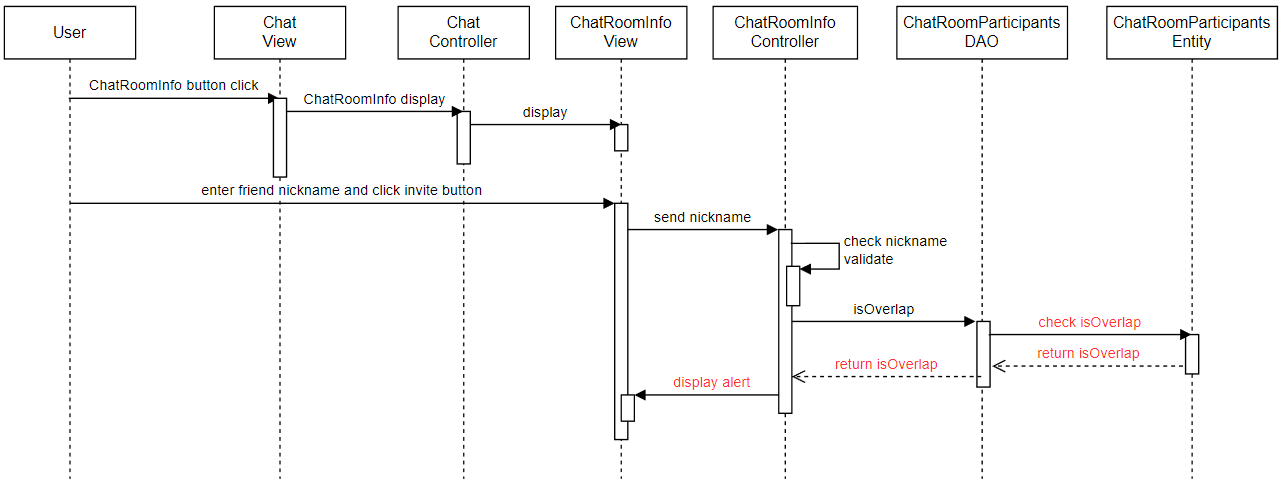 User
Chat
View
Chat
Controller
ChatRoomInfo
View
ChatRoomInfo
Controller
ChatRoomParticipants
DAO
ChatRoomParticipants
Entity
ChatRoomInfo button click
ChatRoomInfo display
display
enter friend nickname and click invite button
send nickname
check nickname
validate
isOverlap
check isOverlap
return isOverlap
return isOverlap
display alert